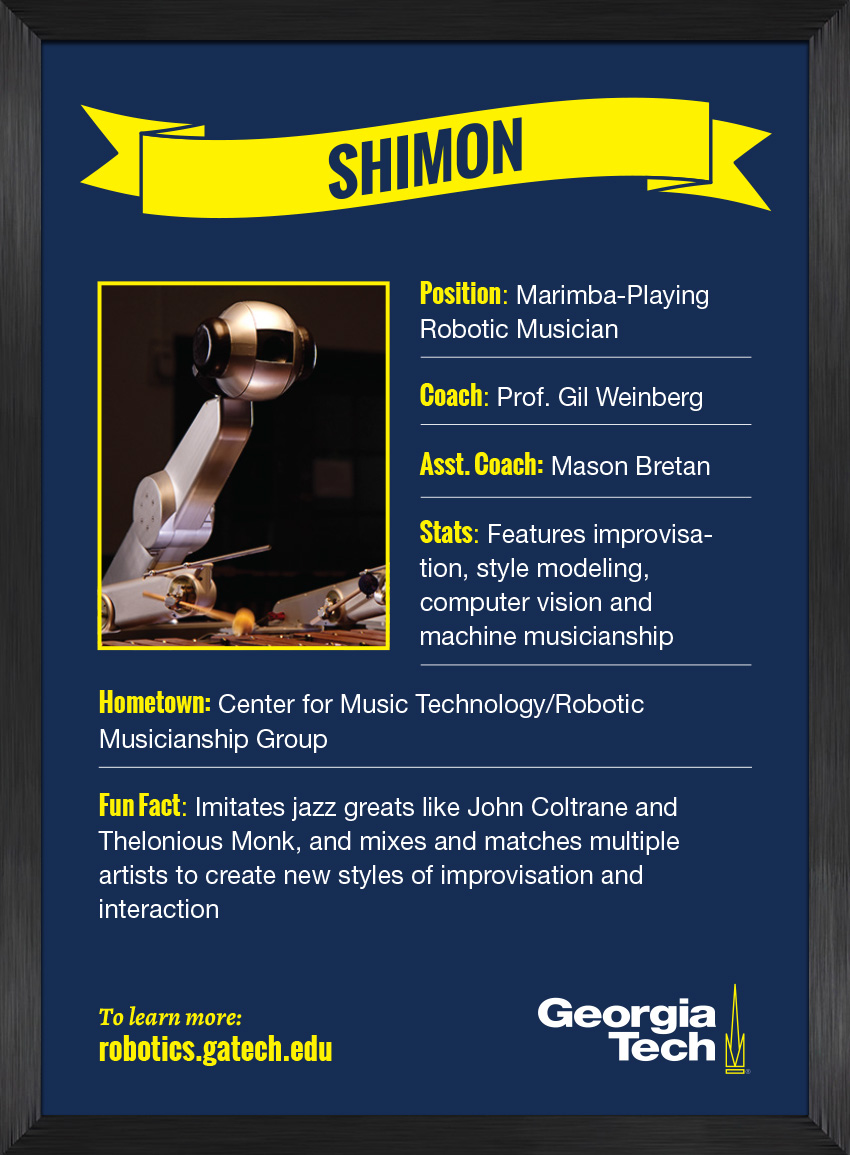 SHIMON
Position: Marimba-Playing
Robotic Musician
Coach: Prof. Gil Weinberg
Asst. Coach: Mason Bretan
Stats: Features improvisa-
tion, style modeling,
computer vision and
machine musicianship
Hometown: Center for Music Technology/Robotic
Musicianship Group
Fun Fact: Imitates jazz greats like John Coltrane and
Thelonious Monk, and mixes and matches multiple
artists to create new styles of improvisation and
interaction
To learn more:
robotics.gatech.edu
Georgia
Tech
®